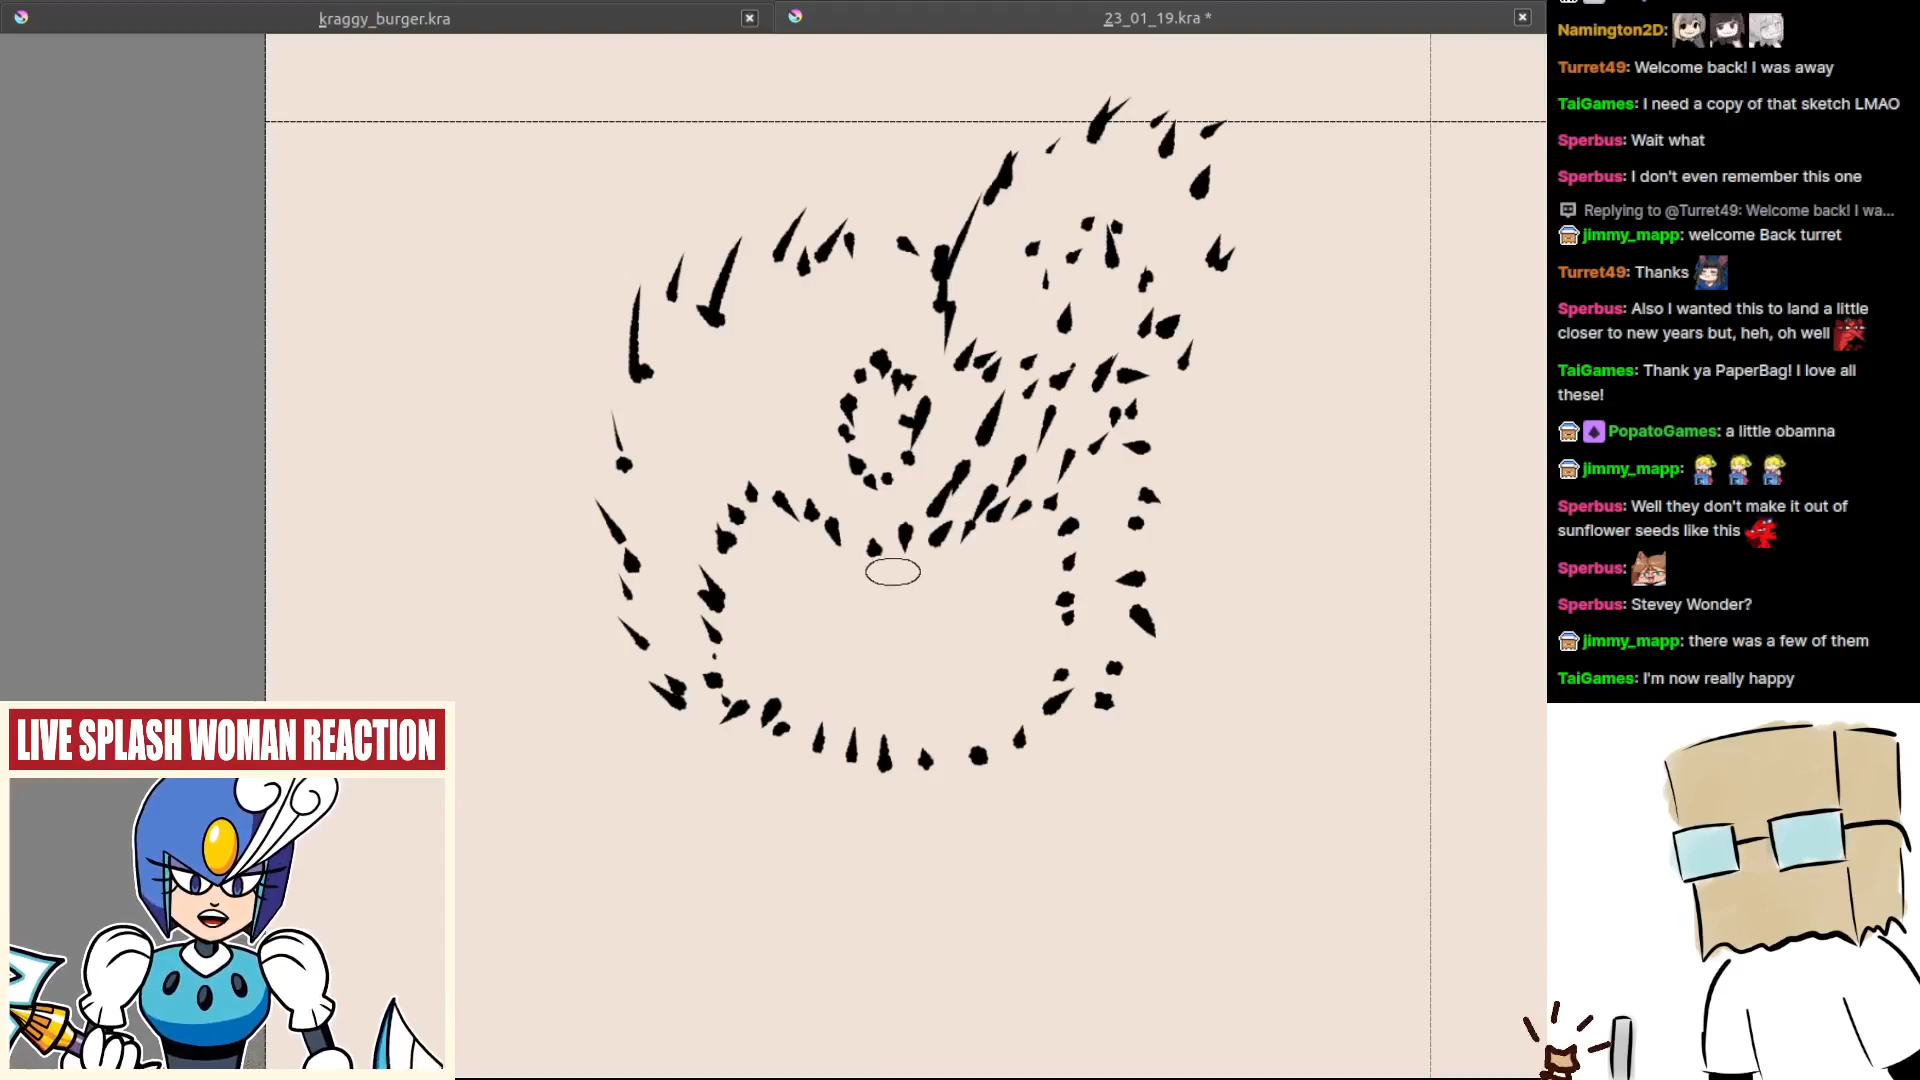 kraggy_burger.kra
23_01_19.kra *
Namington2D:
Turret49: Welcome back! I was away
TaiGames: I need a copy of that sketch LMAO
Sperbus: Wait what
Sperbus: I don't even remember this one
Replying to @Turret49: Welcome back! I wa...
jimmy_mapp: welcome Back turret
Turret49: Thanks
Sperbus: Also I wanted this to land a little
closer to new years but, heh, oh well
TaiGames: Thank ya PaperBag! I love all
these!
PopatoGames: a little obamna
jimmy_mapp:
Sperbus: Well they don't make it out of
sunflower seeds like this
Sperbus:
Sperbus: Stevey Wonder?
jimmy_mapp: there was a few of them
TaiGames: I'm now really happy
LIVE SPLASH WOMAN REACTION